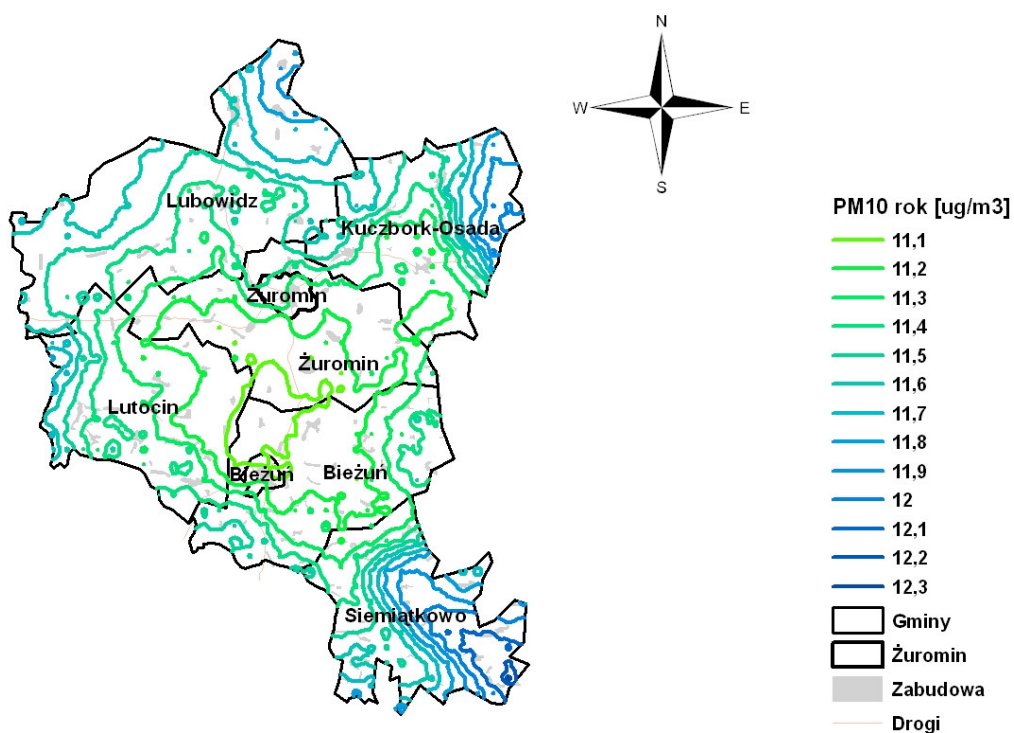 N
W
E
S
Lubowidz
Kuczbork-Osada
Żuromin
Żuromin
Lutocin
Bieżuń
Bieżuń
Siemiątkowo
PM10 rok [ug/m3]
11,1
11,2
11,3
11,4
11,5
11,6
11,7
11,8
11,9
12
12,1
12,2
12,3
Gminy
Żuromin
Zabudowa
Drogi